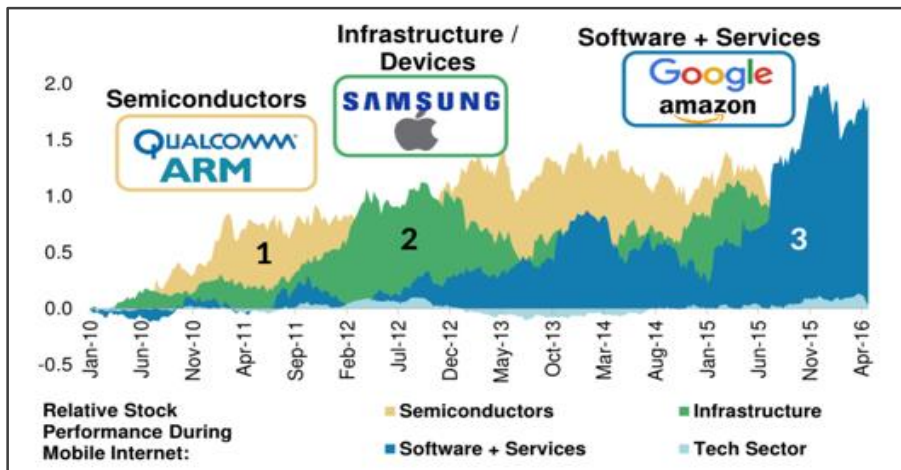 Infrastructure /
Devices
Software + Services
Semiconductors
SAMSUNG
Google
amazon
QUALCOMM
ARM
2.0
1.5
1.0
0.5
0.0
-0.5
1
2
3
Jan-10
Jun-10
Nov-10
Apr-11
Sep-11
Feb-12
Jul-12
Dec-12
May-13
Oct-13
Mar-14
Aug-14
Jan-15
Jun-15
Nov-15
Apr-16
Relative Stock
Performance During
Mobile Internet:
Semiconductors
Infrastructure
Software + Services
Tech Sector